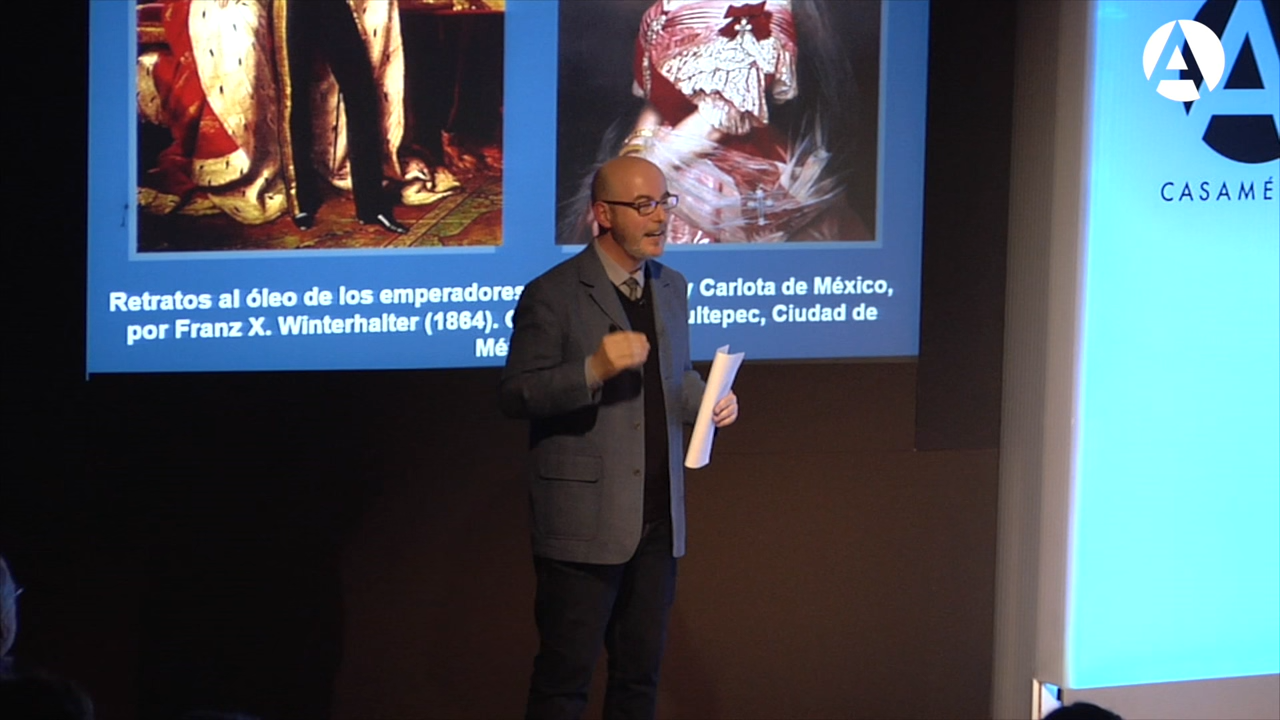 CASAMÉ
Retratos al óleo de los emperadores y Carlota de México,
por Franz X. Winterhalter (1864). ultepec, Ciudad de
Mé